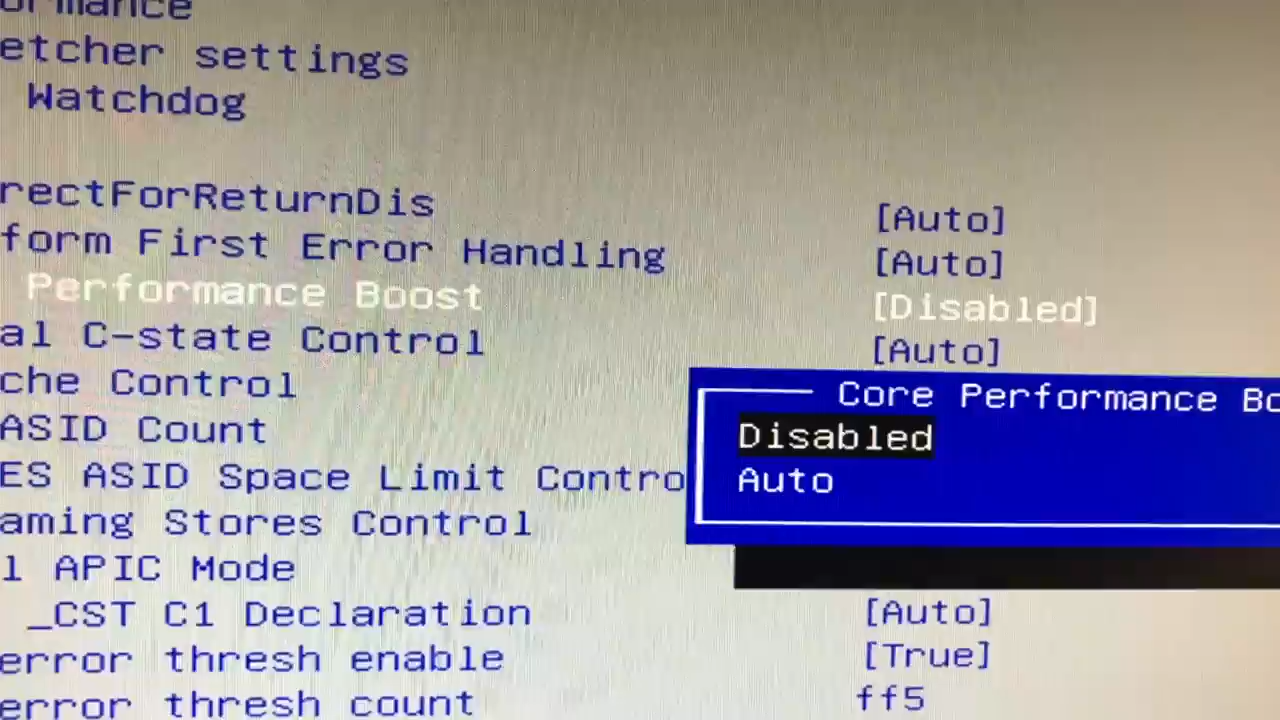 ormance
etcher settings
Watchdog
rectForReturnDis [Auto]
form First Error Handling [Auto]
Performance Boost [Disabled]
al C-state Control [Auto]
che Control
ASID Count
ES ASID Space Limit Contro
aming Stores Control
l APIC Mode
_CST C1 Declaration [Auto]
error thresh enable [True]
error thresh count ff5
Core Performance Bo
Disabled
Auto